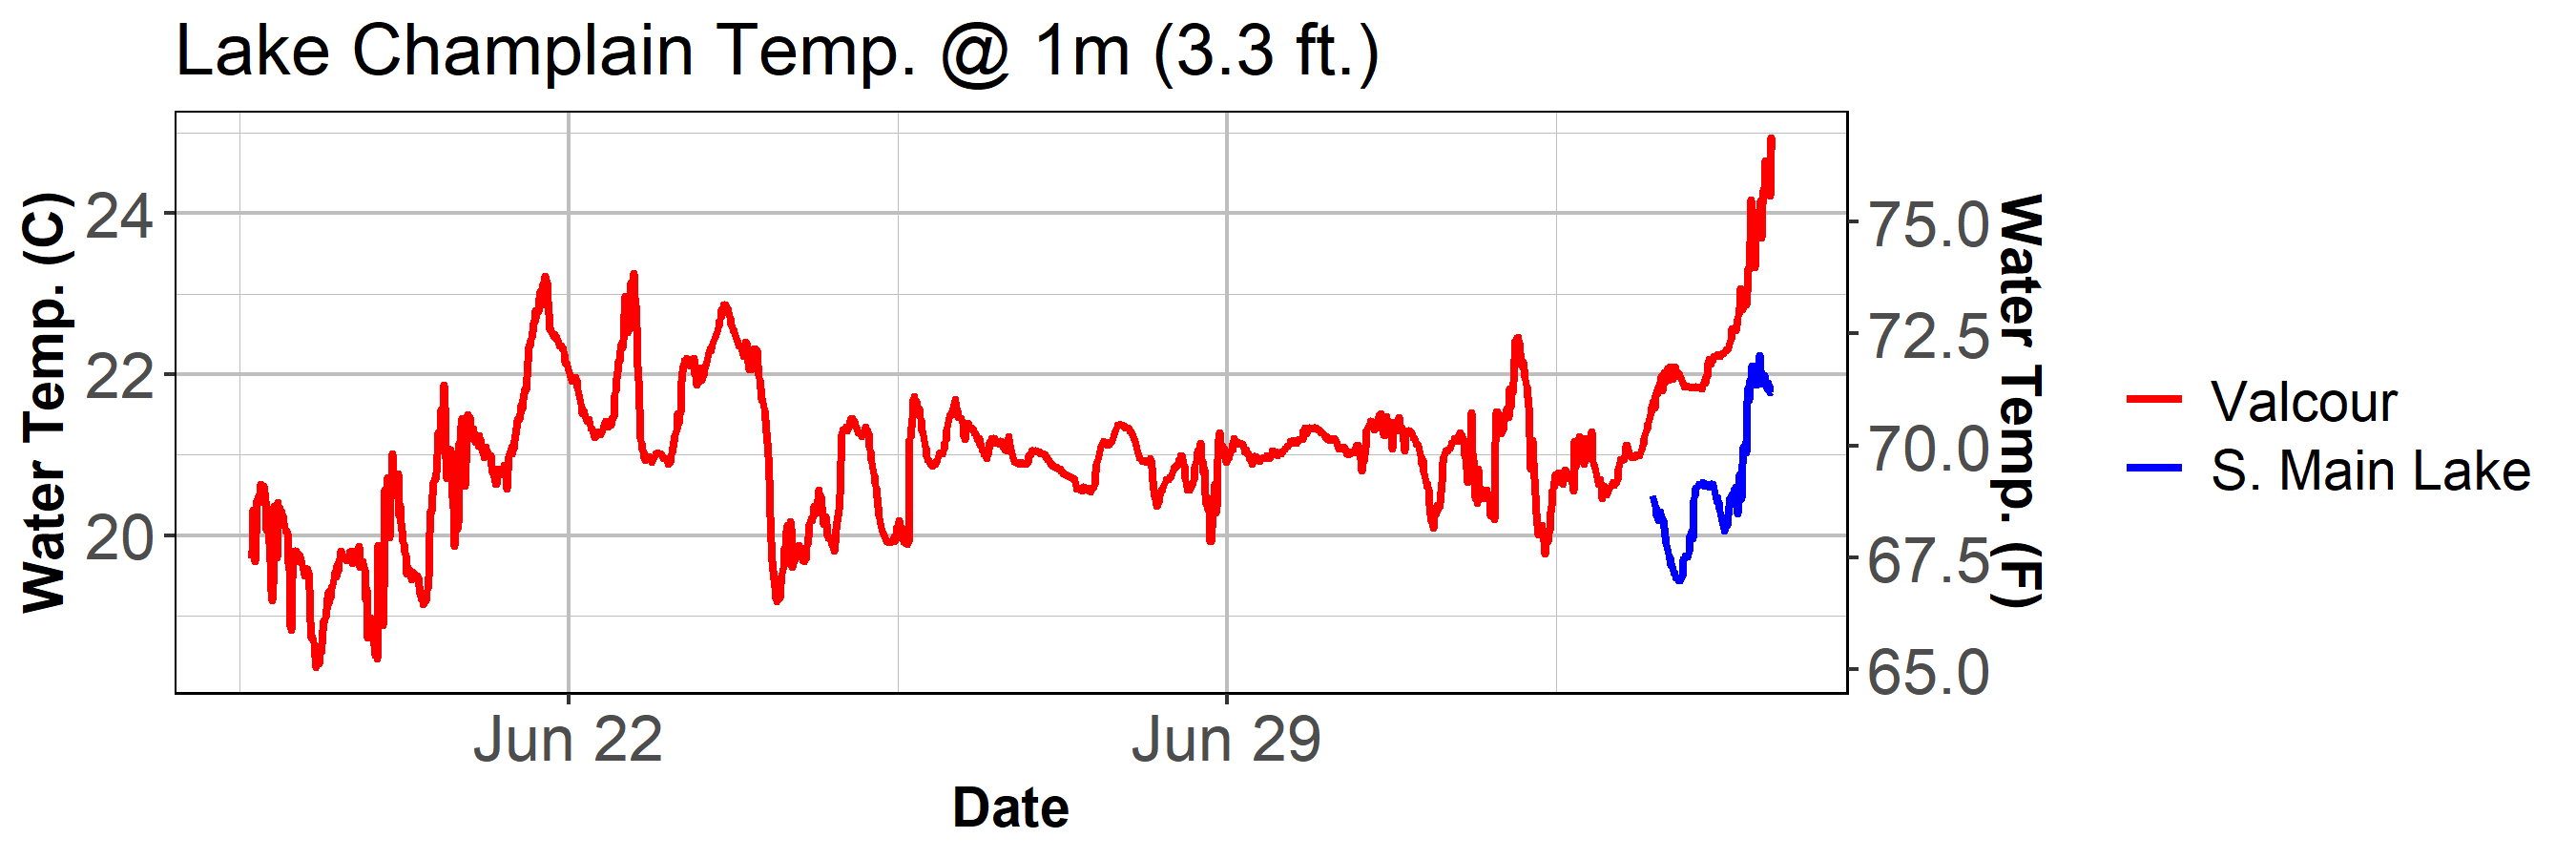 Lake Champlain Temp. @ 1m (3.3 ft.)
Water Temp. (C)
24
22
20
75.0
72.5
70.0
67.5
65.0
Water Temp. (F)
Jun 22
Jun 29
Date
Valcour
S. Main Lake